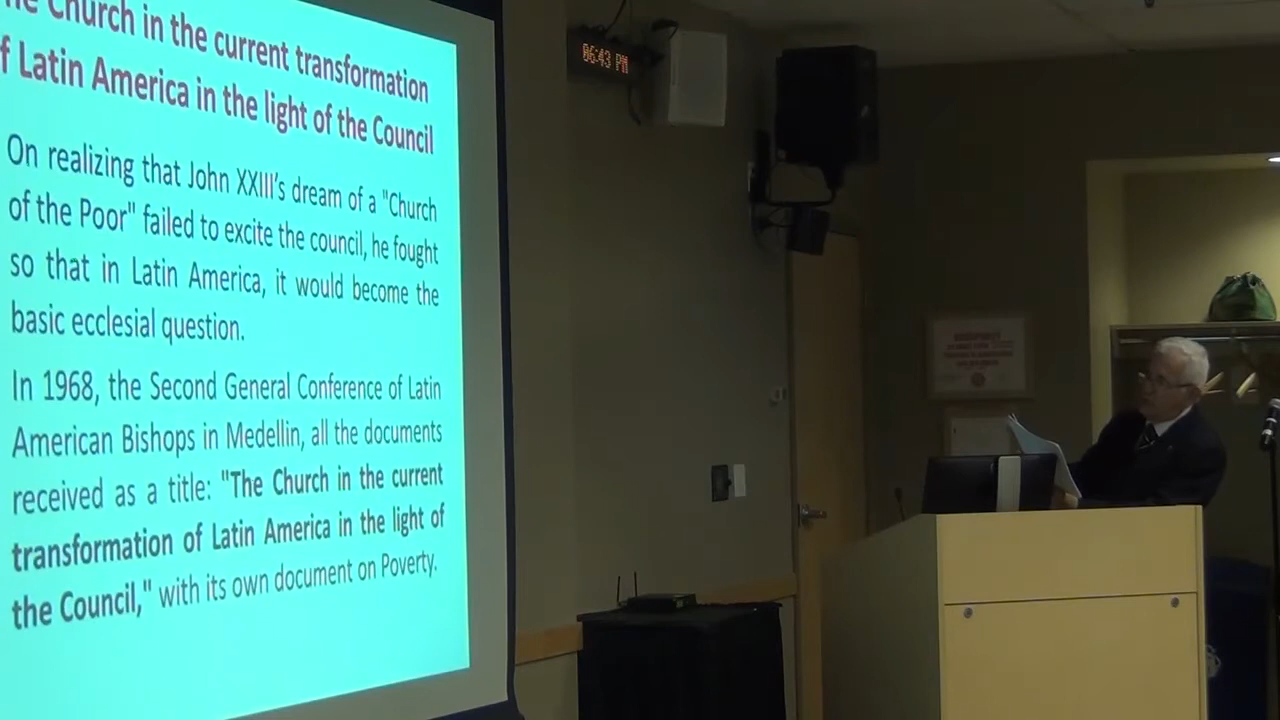 he Church in the current transformation
f Latin America in the light of the Council
On realizing that John XXIII's dream of a "Church
of the Poor" failed to excite the council, he fought
so that in Latin America, it would become the
basic ecclesial question.
In 1968, the Second General Conference of Latin
American Bishops in Medellin, all the documents
received as a title: "The Church in the current
transformation of Latin America in the light of
the Council," with its own document on Poverty.
06:43 PM